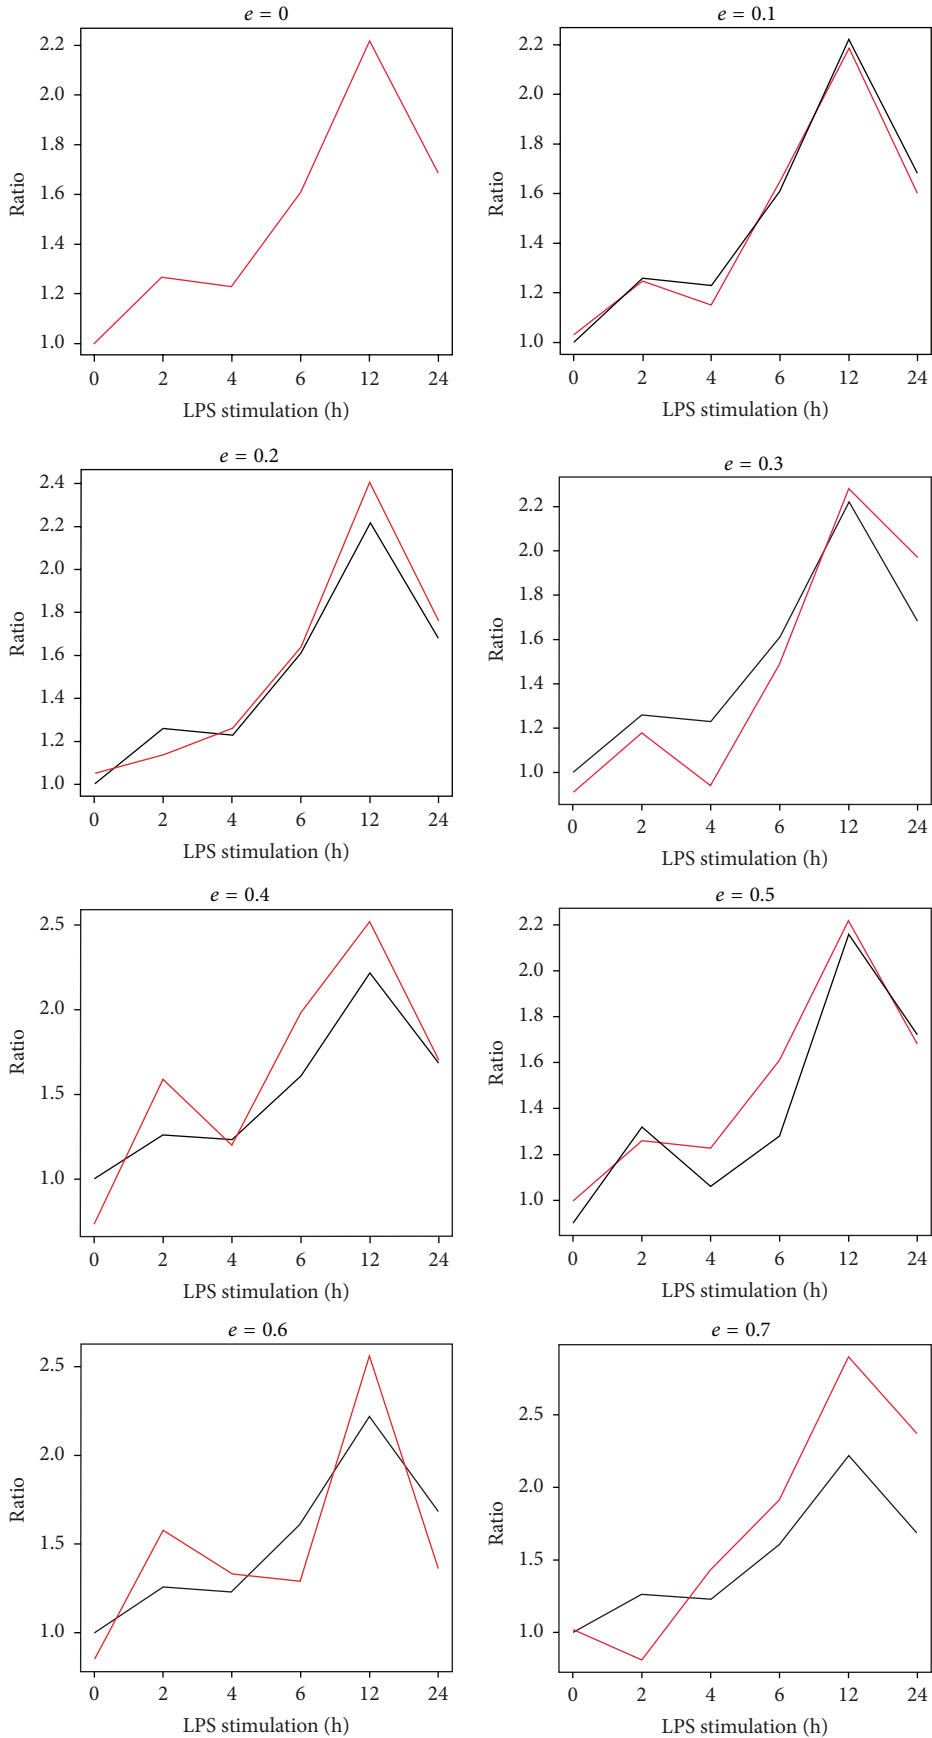 e = 0
2.2
2.0
1.8
1.6
1.4
1.2
1.0
Ratio
0 2 4 6 12 24
LPS stimulation (h)
e = 0.1
2.2
2.0
1.8
1.6
1.4
1.2
1.0
Ratio
0 2 4 6 12 24
LPS stimulation (h)
e = 0.2
2.4
2.2
2.0
1.8
1.6
1.4
1.2
1.0
Ratio
0 2 4 6 12 24
LPS stimulation (h)
e = 0.3
2.2
2.0
1.8
1.6
1.4
1.2
1.0
Ratio
0 2 4 6 12 24
LPS stimulation (h)
e = 0.4
2.5
2.0
1.5
1.0
Ratio
0 2 4 6 12 24
LPS stimulation (h)
e = 0.5
2.2
2.0
1.8
1.6
1.4
1.2
1.0
Ratio
0 2 4 6 12 24
LPS stimulation (h)
e = 0.6
2.5
2.0
1.5
1.0
Ratio
0 2 4 6 12 24
LPS stimulation (h)
e = 0.7
2.5
2.0
1.5
1.0
Ratio
0 2 4 6 12 24
LPS stimulation (h)